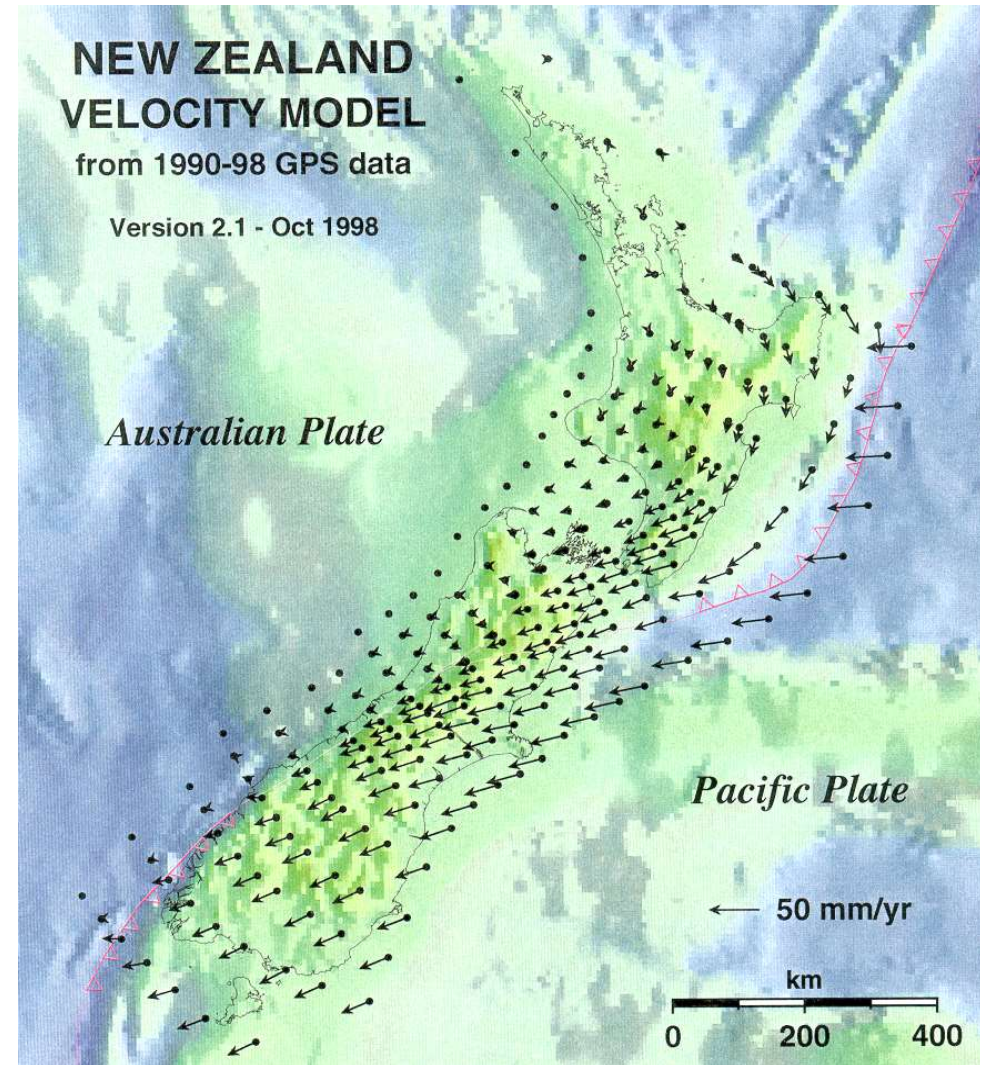 NEW ZEALAND
VELOCITY MODEL
from 1990-98 GPS data
Version 2.1 - Oct 1998
Australian Plate
Pacific Plate
50 mm/yr
km
0 200 400